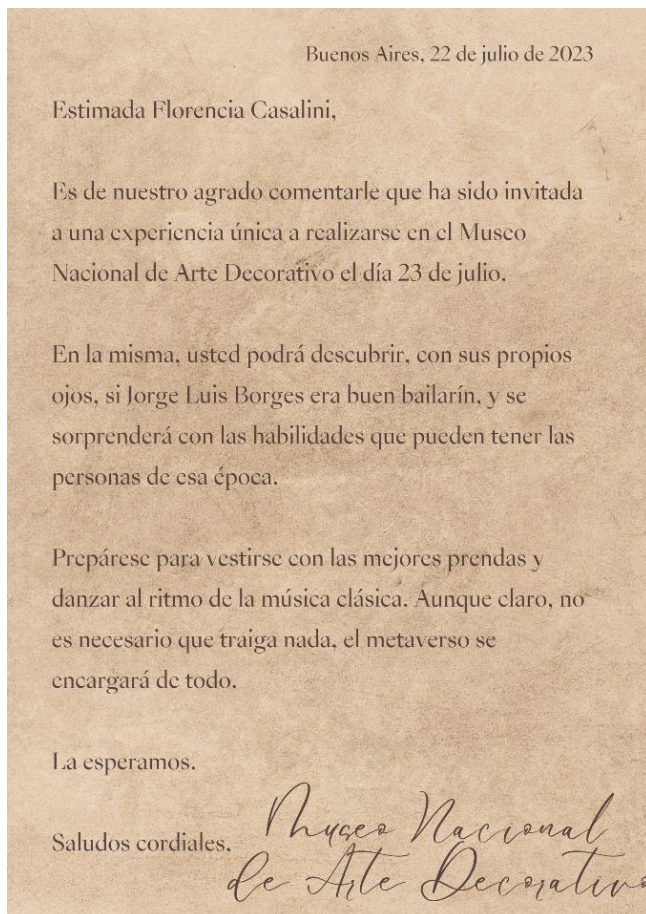 Buenos Aires, 22 de julio de 2023
Estimada Florencia Casalini,
Es de nuestro agrado comentarle que ha sido invitada
a una experiencia única a realizarse en el Museo
Nacional de Arte Decorativo el día 23 de julio.
En la misma, usted podrá descubrir, con sus propios
ojos, si Jorge Luis Borges era buen bailarín, y se
sorprenderá con las habilidades que pueden tener las
personas de esa época.
Prepárese para vestirse con las mejores prendas y
danzar al ritmo de la música clásica. Aunque claro, no
es necesario que traiga nada, el metaverso se
encargará de todo.
La esperamos.
Saludos cordiales,
Museo Nacional
de Arte Decorativo